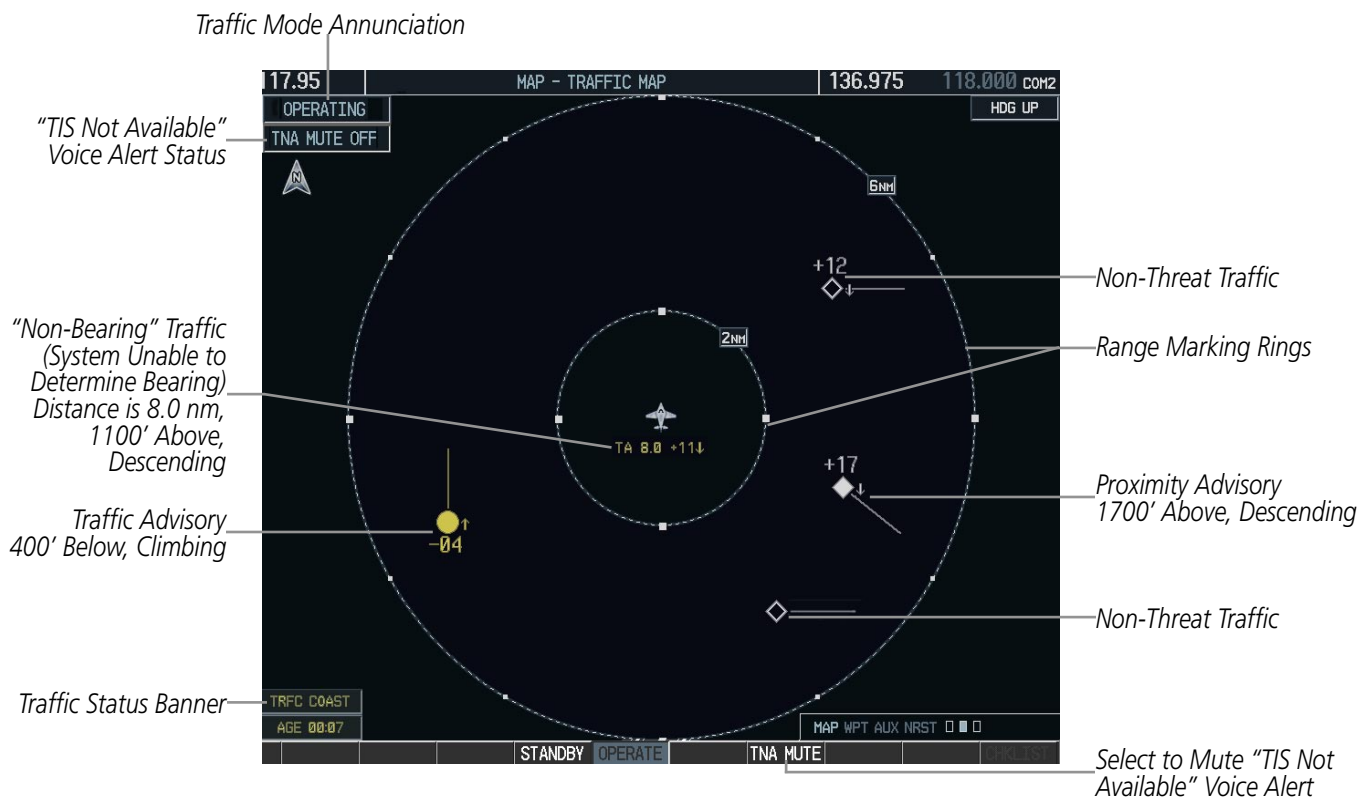 Traffic Mode Annunciation
117.95
MAP - TRAFFIC MAP
136.975
118.000 COM2
OPERATING
HDG UP
"TIS Not Available"
Voice Alert Status
TNA MUTE OFF
N
6NM
+12
Non-Threat Traffic
"Non-Bearing" Traffic
(System Unable to
Determine Bearing)
Distance is 8.0 nm,
1100' Above,
Descending
2NM
Range Marking Rings
TA 8.0 +11↓
+17
Proximity Advisory
1700' Above, Descending
Traffic Advisory
400' Below, Climbing
-04
Non-Threat Traffic
Traffic Status Banner
TRFC COAST
AGE 00:07
MAP WPT AUX NRST
STANDBY
OPERATE
TNA MUTE
CHKLIST
Select to Mute "TIS Not
Available" Voice Alert